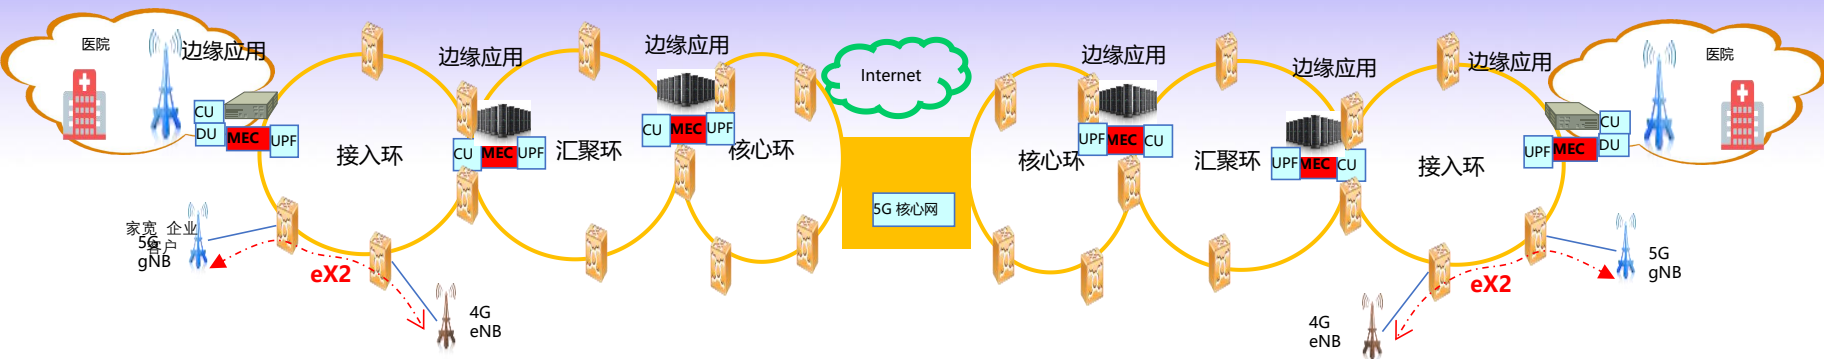 医院
边缘应用
CU
DU
MEC
UPF
接入环
边缘应用
CU
MEC
UPF
汇聚环
边缘应用
CU
MEC
UPF
核心环
家宽 企业
客户
5G
gNB
eX2
4G
eNB
Internet
5G 核心网
核心环
边缘应用
UPF
MEC
CU
汇聚环
边缘应用
UPF
MEC
CU
接入环
边缘应用
UPF
MEC
CU
DU
医院
eX2
5G
gNB
4G
eNB